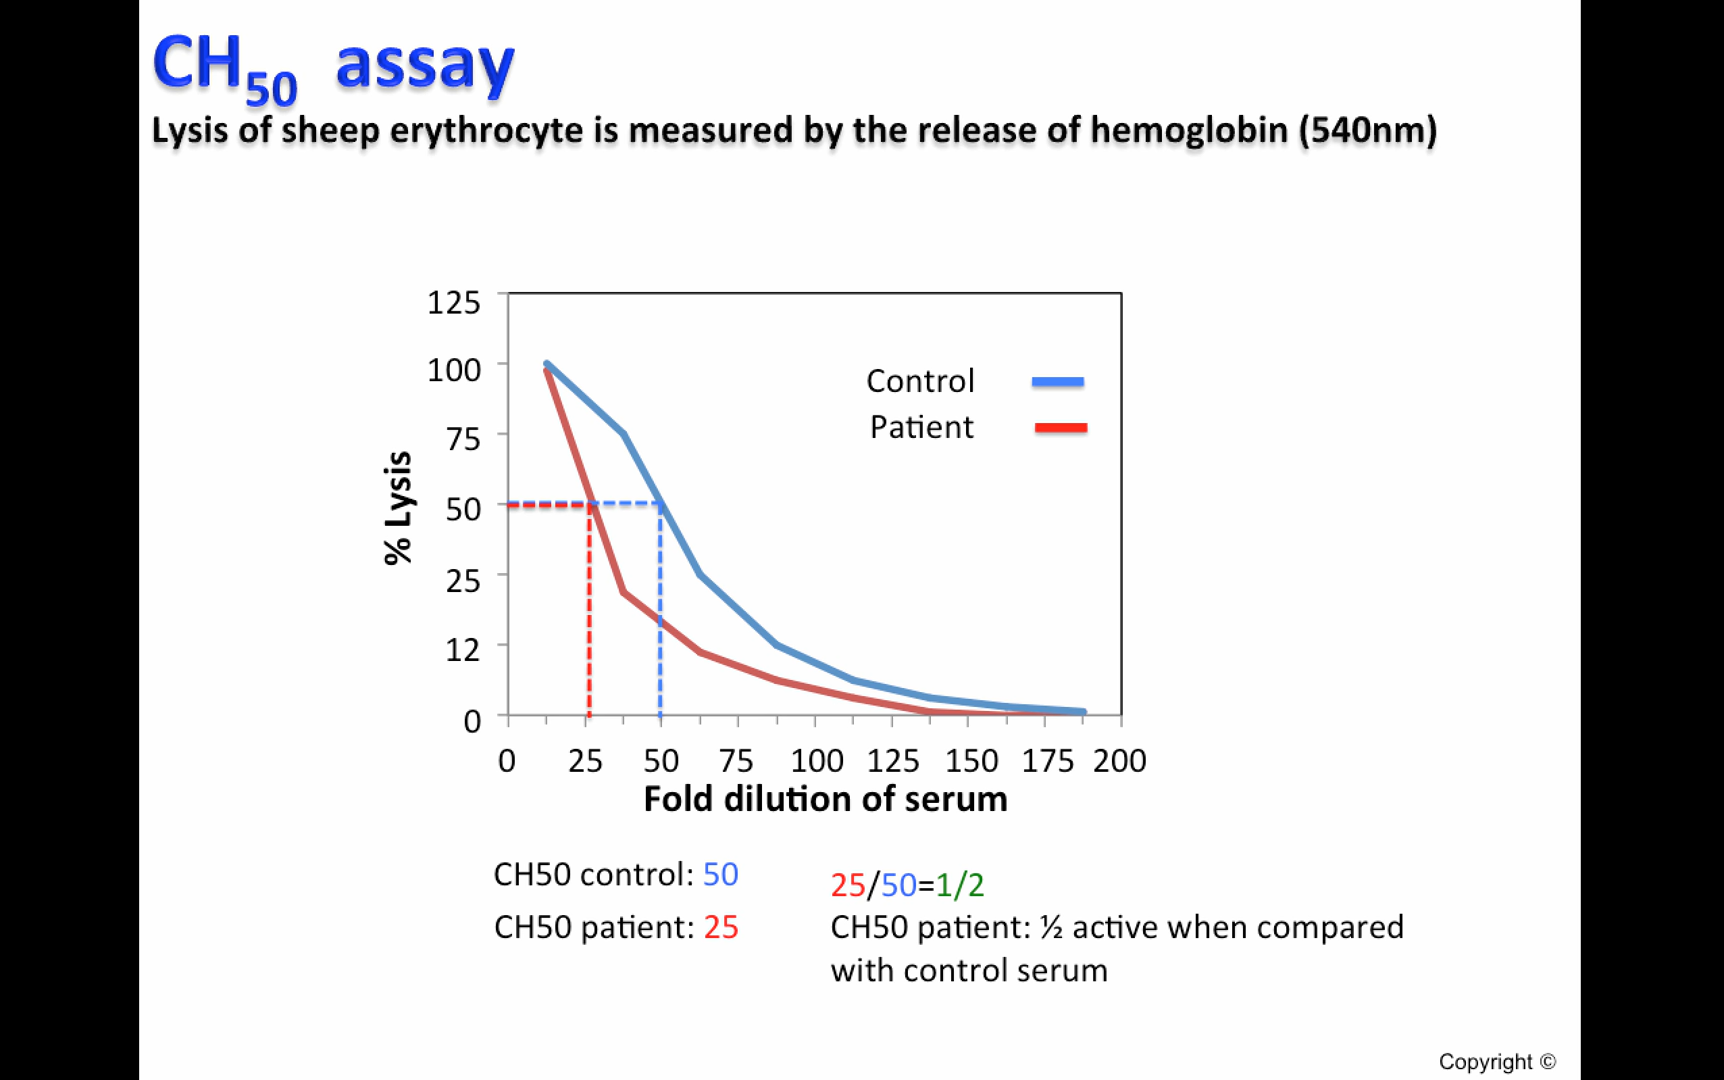 CH50 assay
Lysis of sheep erythrocyte is measured by the release of hemoglobin (540nm)
125
100
75
50
25
12
0
% Lysis
Control
Patient
0 25 50 75 100 125 150 175 200
Fold dilution of serum
CH50 control: 50
CH50 patient: 25
25/50=1/2
CH50 patient: ½ active when compared
with control serum
Copyright ©